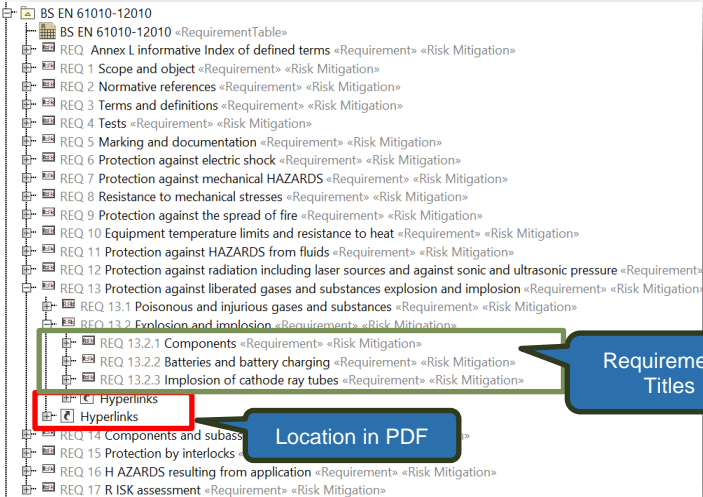 BS EN 61010-12010
BS EN 61010-12010 «RequirementTable»
REQ Annex L informative Index of defined terms «Requirement» «Risk Mitigation»
REQ 1 Scope and object «Requirement» «Risk Mitigation»
REQ 2 Normative references «Requirement» «Risk Mitigation»
REQ 3 Terms and definitions «Requirement» «Risk Mitigation»
REQ 4 Tests «Requirement» «Risk Mitigation»
REQ 5 Marking and documentation «Requirement» «Risk Mitigation»
REQ 6 Protection against electric shock «Requirement» «Risk Mitigation»
REQ 7 Protection against mechanical HAZARDS «Requirement» «Risk Mitigation»
REQ 8 Resistance to mechanical stresses «Requirement» «Risk Mitigation»
REQ 9 Protection against the spread of fire «Requirement» «Risk Mitigation»
REQ 10 Equipment temperature limits and resistance to heat «Requirement» «Risk Mitigation»
REQ 11 Protection against HAZARDS from fluids «Requirement» «Risk Mitigation»
REQ 12 Protection against radiation including laser sources and against sonic and ultrasonic pressure «Requirement»
REQ 13 Protection against liberated gases and substances explosion and implosion «Requirement» «Risk Mitigation»
REQ 13.1 Poisonous and injurious gases and substances «Requirement» «Risk Mitigation»
REQ 13.2 Explosion and implosion «Requirement» «Risk Mitigation»
REQ 13.2.1 Components «Requirement» «Risk Mitigation»
REQ 13.2.2 Batteries and battery charging «Requirement» «Risk Mitigation»
REQ 13.2.3 Implosion of cathode ray tubes «Requirement» «Risk Mitigation»
Requireme
Titles
Hyperlinks
Hyperlinks
Location in PDF
REQ 14 Components and subass
REQ 15 Protection by interlocks «
REQ 16 H AZARDS resulting from application «Requirement» «Risk Mitigation»
REQ 17 R ISK assessment «Requirement» «Risk Mitigation»